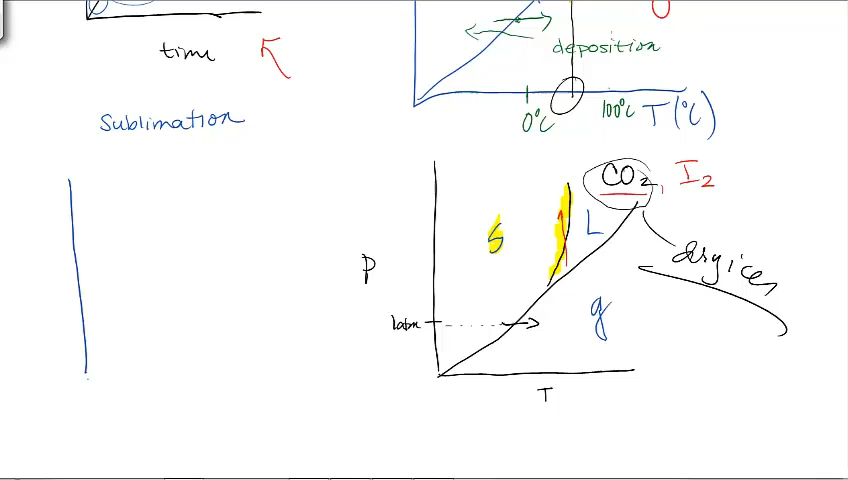 time
deposition
0°C
100°C
T (°C)
Sublimation
CO2, I2
S
L
dry ice
P
g
1atm
T